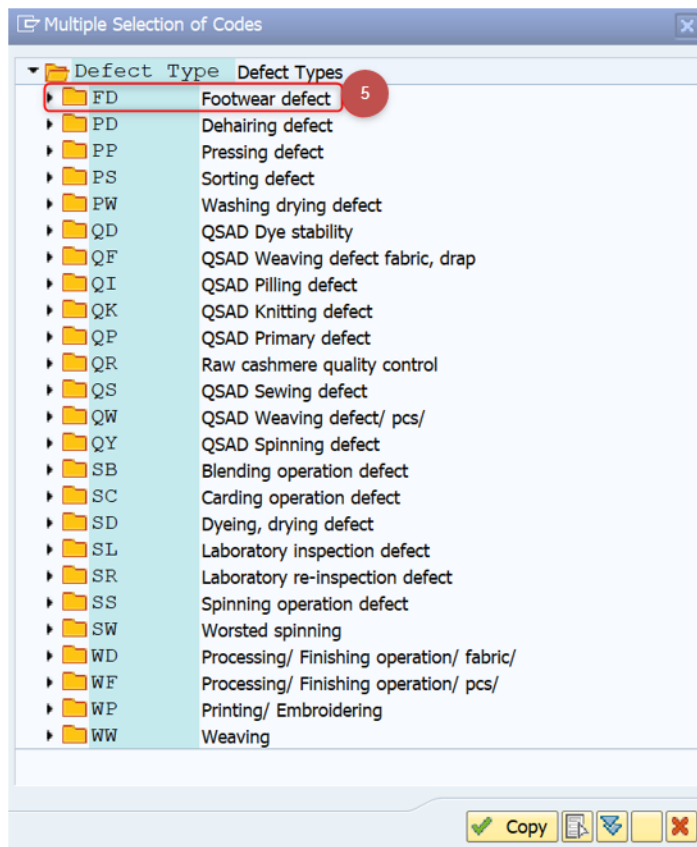 Multiple Selection of Codes
Defect Type Defect Types
FD Footwear defect 5
PD Dehairing defect
PP Pressing defect
PS Sorting defect
PW Washing drying defect
QD QSAD Dye stability
QF QSAD Weaving defect fabric, drap
QI QSAD Pilling defect
QK QSAD Knitting defect
QP QSAD Primary defect
QR Raw cashmere quality control
QS QSAD Sewing defect
QW QSAD Weaving defect/ pcs/
QY QSAD Spinning defect
SB Blending operation defect
SC Carding operation defect
SD Dyeing, drying defect
SL Laboratory inspection defect
SR Laboratory re-inspection defect
SS Spinning operation defect
SW Worsted spinning
WD Processing/ Finishing operation/ fabric/
WF Processing/ Finishing operation/ pcs/
WP Printing/ Embroidering
WW Weaving
Copy